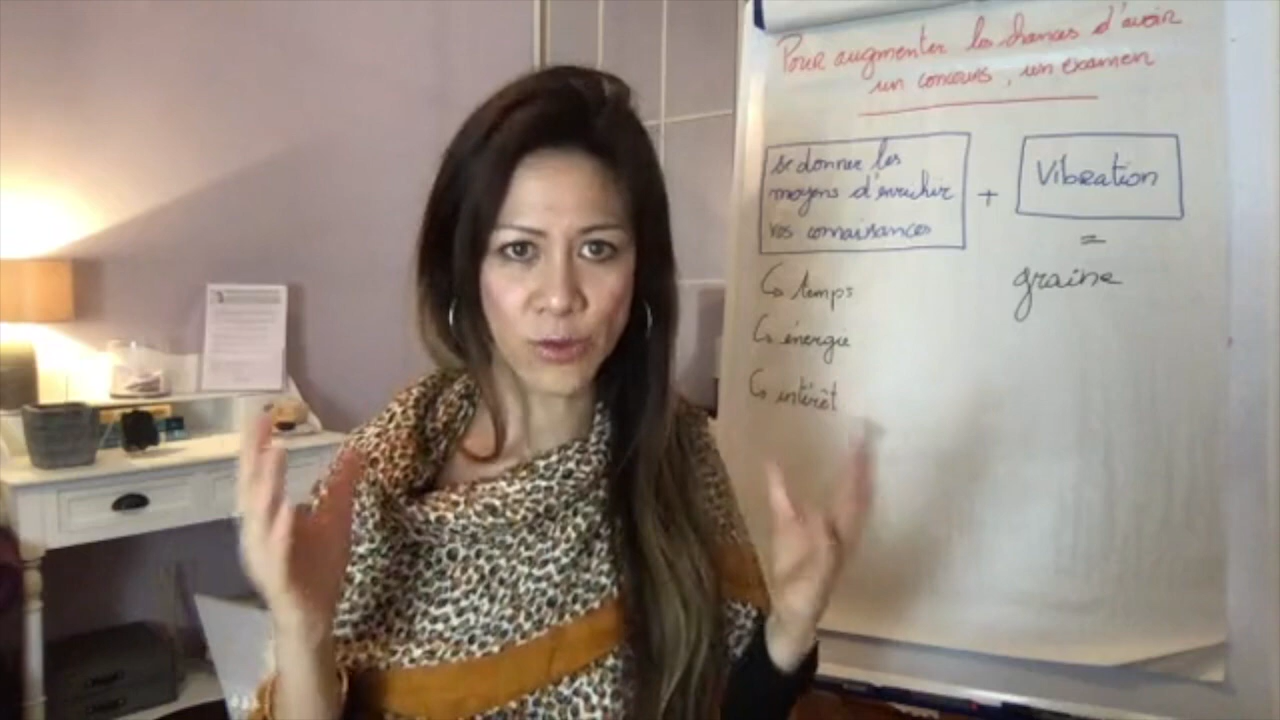 Pour augmenter les chances d'avoir
un concours, un examen
se donner les
moyens d'enrichir
vos connaissances
+
Vibration
=
graine
↳ temps
↳ énergie
↳ intérêt